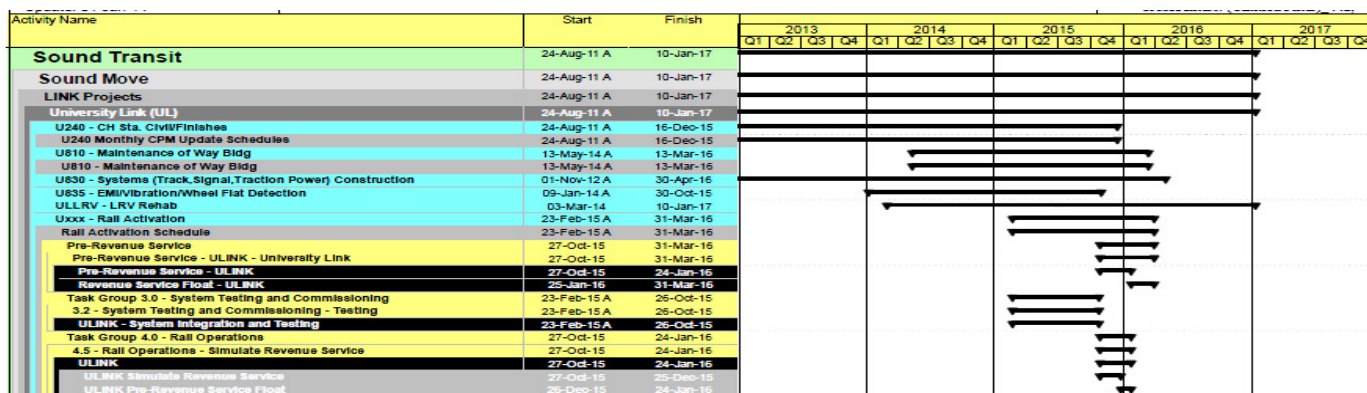 Activity Name Start Finish
2013 2014 2015 2016 2017
Q1 Q2 Q3 Q4 Q1 Q2 Q3 Q4 Q1 Q2 Q3 Q4 Q1 Q2 Q3 Q4 Q1 Q2 Q3
Sound Transit 24-Aug-11 A 10-Jan-17
Sound Move 24-Aug-11 A 10-Jan-17
LINK Projects 24-Aug-11 A 10-Jan-17
University Link (UL) 24-Aug-11 A 10-Jan-17
U240 - CH Sta. Civil/Finishes 24-Aug-11 A 16-Dec-15
U240 Monthly CPM Update Schedules 24-Aug-11 A 16-Dec-15
U810 - Maintenance of Way Bldg 13-May-14 A 13-Mar-16
U810 - Maintenance of Way Bldg 13-May-14 A 13-Mar-16
U830 - Systems (Track,Signal,Traction Power) Construction 01-Nov-12 A 30-Apr-16
U835 - EMI/Vibration/Wheel Flat Detection 09-Jan-14 A 30-Oct-15
ULLRV - LRV Rehab 03-Mar-14 10-Jan-17
Uxxx - Rail Activation 23-Feb-15 A 31-Mar-16
Rail Activation Schedule 23-Feb-15 A 31-Mar-16
Pre-Revenue Service 27-Oct-15 31-Mar-16
Pre-Revenue Service - ULINK - University Link 27-Oct-15 31-Mar-16
Pre-Revenue Service - ULINK 27-Oct-15 24-Jan-16
Revenue Service Float - ULINK 25-Jan-16 31-Mar-16
Task Group 3.0 - System Testing and Commissioning 23-Feb-15 A 26-Oct-15
3.2 - System Testing and Commissioning - Testing 23-Feb-15 A 26-Oct-15
ULINK - System Integration and Testing 23-Feb-15 A 26-Oct-15
Task Group 4.0 - Rail Operations 27-Oct-15 24-Jan-16
4.5 - Rail Operations - Simulate Revenue Service 27-Oct-15 24-Jan-16
ULINK 27-Oct-15 24-Jan-16
ULINK Simulate Revenue Service 27-Oct-15 25-Dec-15
ULINK Pre-Revenue Service Float 26-Dec-15 24-Jan-16